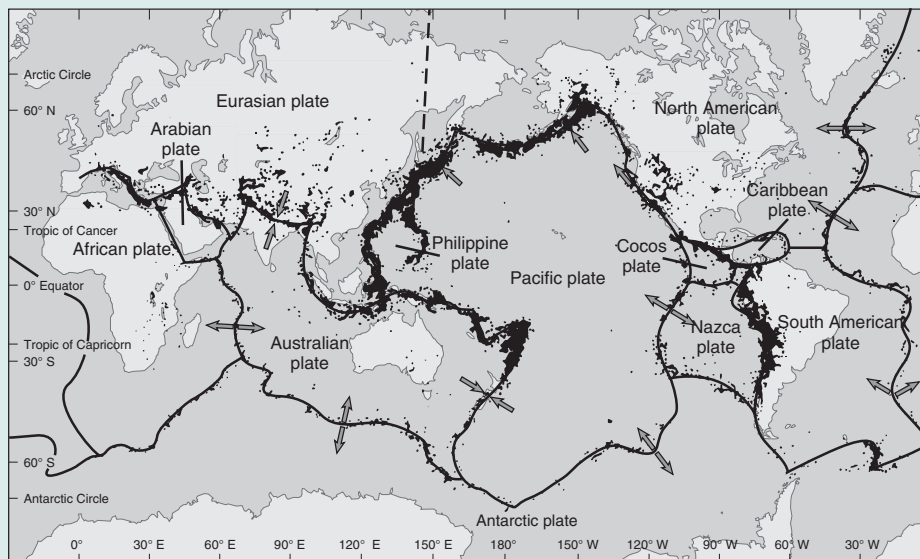 Arctic Circle
60° N
30° N
Tropic of Cancer
0° Equator
Tropic of Capricorn
30° S
60° S
Antarctic Circle
Eurasian plate
Arabian
plate
African plate
North American
plate
Caribbean
plate
Cocos
plate
Philippine
plate
Pacific plate
Australian
plate
Nazca
plate
South American
plate
Antarctic plate
0° 30° E 60° E 90° E 120° E 150° E 180° 150° W 120° W 90° W 60° W 30° W